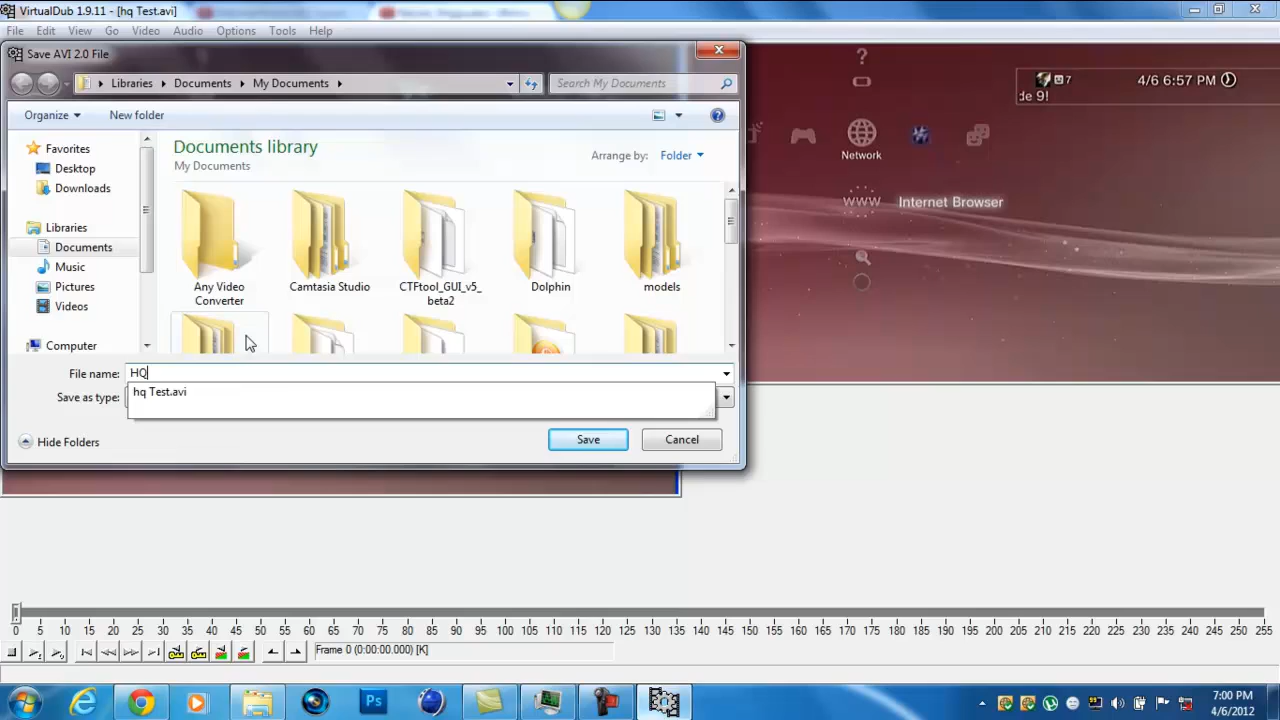 VirtualDub 1.9.11 - [hq Test.avi]
File Edit View Go Video Audio Options Tools Help
Save AVI 2.0 File
Libraries Documents My Documents
Search My Documents
Organize New folder
Favorites
Desktop
Downloads
Libraries
Documents
Music
Pictures
Videos
Computer
Documents library
My Documents
Arrange by: Folder
Any Video Converter
Camtasia Studio
CTFtool_GUI_v5_beta2
Dolphin
models
File name: HQ
hq Test.avi
Save as type:
Hide Folders
Save Cancel
7 4/6 6:57 PM
de 9!
Network
www Internet Browser
0 5 10 15 20 25 30 35 40 45 50 55 60 65 70 75 80 85 90 95 100 105 110 115 120 125 130 135 140 145 150 155 160 165 170 175 180 185 190 195 200 205 210 215 220 225 230 235 240 245 250 255
Frame 0 (0:00:00.000) [K]
Ps
7:00 PM
4/6/2012